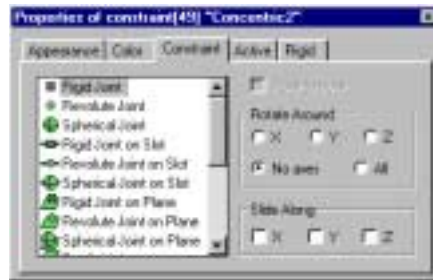 Properties of constraint[49] "Concentric2"
Appearance Color Constraint Active Rigid
Rigid Joint
Revolute Joint
Spherical Joint
Rigid Joint on Slot
Revolute Joint on Slot
Spherical Joint on Slot
Rigid Joint on Plane
Revolute Joint on Plane
Spherical Joint on Plane
Rotate Around
X Y Z
No axes All
Slide Along
X Y Z